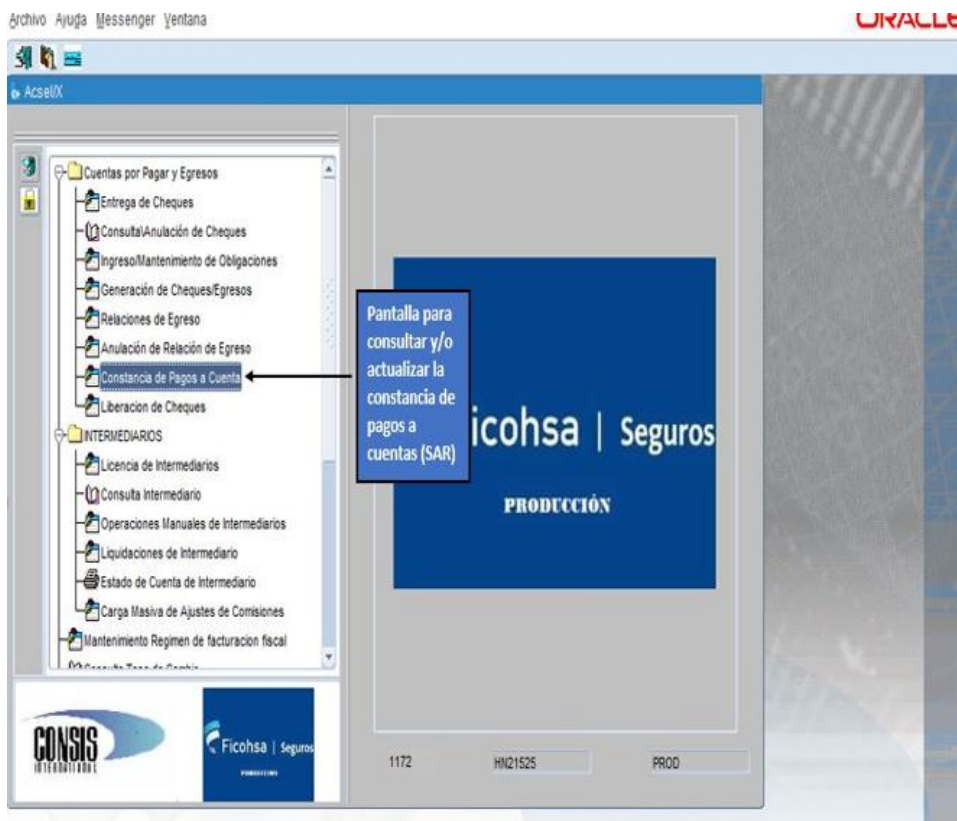 Archivo Ayuda Messenger Ventana
ORACLE
Acsel/X
Cuentas por Pagar y Egresos
Entrega de Cheques
Consulta\Anulación de Cheques
Ingreso/Mantenimiento de Obligaciones
Generación de Cheques/Egresos
Relaciones de Egreso
Anulación de Relación de Egreso
Constancia de Pagos a Cuenta
Liberacion de Cheques
INTERMEDIARIOS
Licencia de Intermediarios
Consulta Intermediario
Operaciones Manuales de Intermediarios
Liquidaciones de Intermediario
Estado de Cuenta de Intermediario
Carga Masiva de Ajustes de Comisiones
Mantenimiento Regimen de facturacion fiscal
Pantalla para
consultar y/o
actualizar la
constancia de
pagos a
cuentas (SAR)
icohsa | Seguros
PRODUCCIÓN
CONSIS
INTERNATIONAL
Ficohsa | Seguros
PRODUCCION
1172 HN21525 PROD